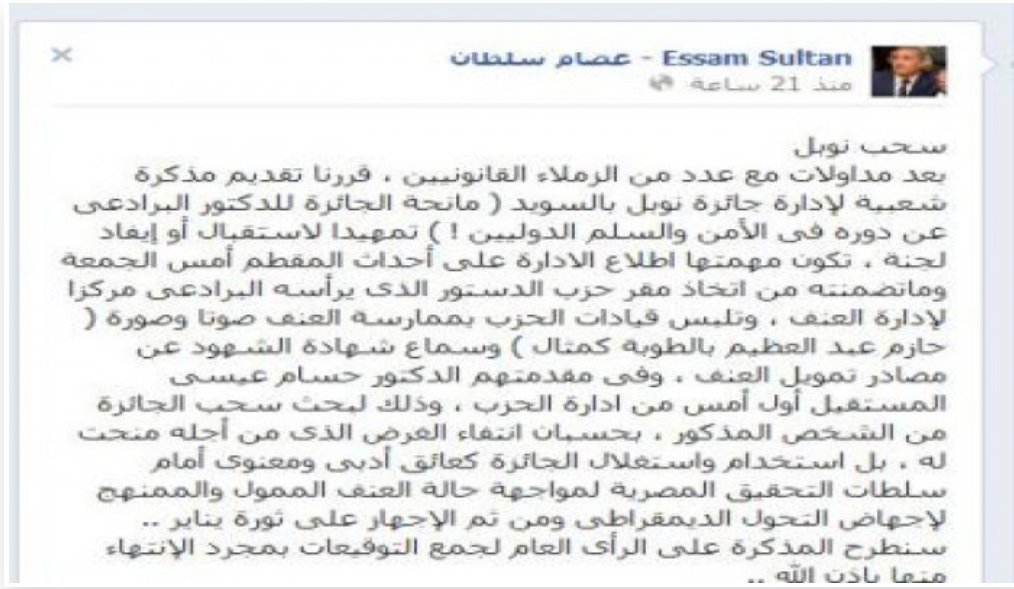 Essam Sultan - عصام سلطان
منذ 21 ساعة
سحب نوبل
بعد مداولات مع عدد من الزملاء القانونيين ، قررنا تقديم مذكرة
شعبية لإدارة جائزة نوبل بالسويد ( مانحة الجائزة للدكتور البرادعى
عن دوره فى الأمن والسلم الدوليين ! ) تمهيدا لاستقبال أو إيفاد
لجنة ، تكون مهمتها اطلاع الادارة على أحداث المقطم أمس الجمعة
وماتضمنته من اتخاذ مقر حزب الدستور الذى يرأسه البرادعى مركزا
لإدارة العنف ، وتلبس قيادات الحزب بممارسة العنف صوتا وصورة (
حازم عبد العظيم بالطوبة كمثال ) وسماع شهادة الشهود عن
مصادر تمويل العنف ، وفى مقدمتهم الدكتور حسام عيسى
المستقيل أول أمس من ادارة الحزب ، وذلك لبحث سحب الجائزة
من الشخص المذكور ، بحسبان انتفاء الغرض الذى من أجله منحت
له ، بل استخدام واستغلال الجائزة كعائق أدبى ومعنوى أمام
سلطات التحقيق المصرية لمواجهة حالة العنف الممول والممنهج
لإجهاض التحول الديمقراطى ومن ثم الإجهار على ثورة يناير ..
سنطرح المذكرة على الرأى العام لجمع التوقيعات بمجرد الإنتهاء
منها بإذن الله ..